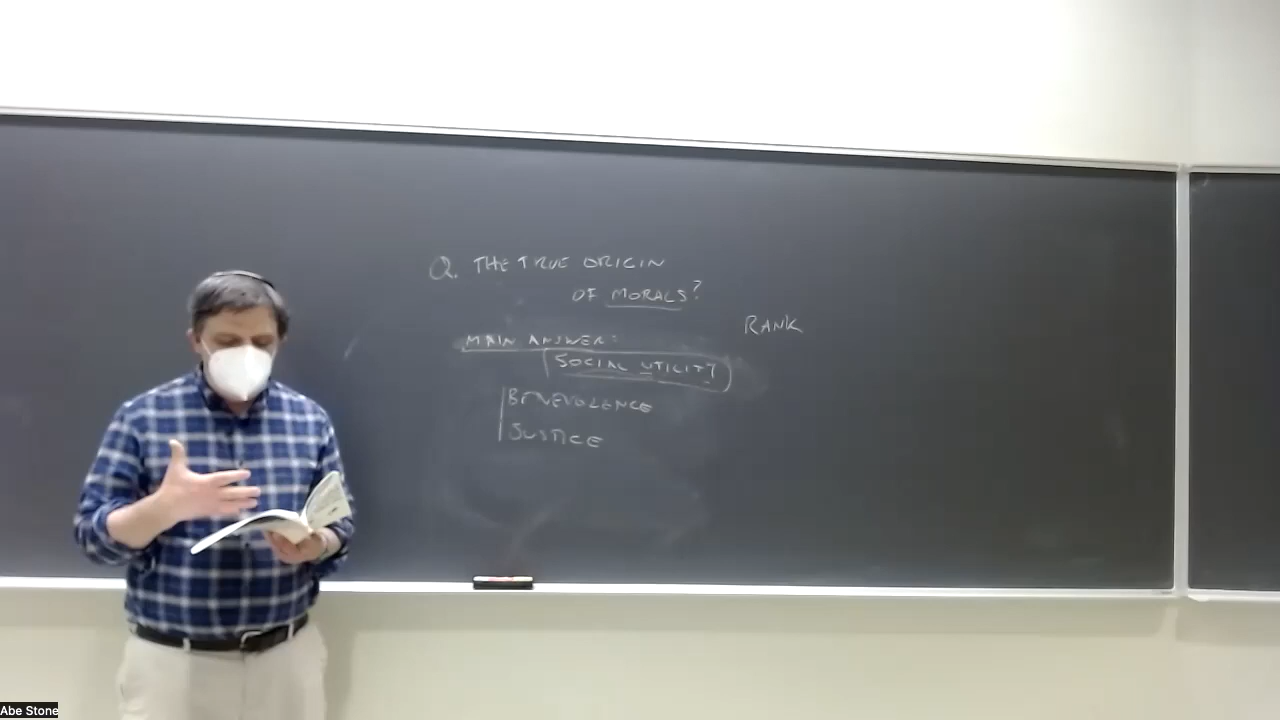 Q. THE TRUE ORIGIN
OF MORALS?
RANK
MAIN ANSWER:
SOCIAL UTILITY
BENEVOLENCE
JUSTICE
Abe Stone